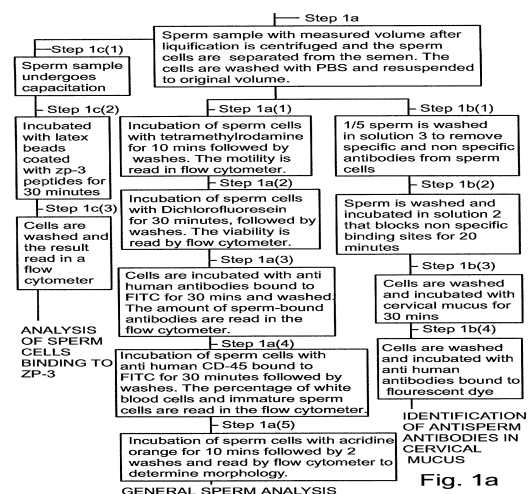 Step 1a
Sperm sample with measured volume after
liquification is centrifuged and the sperm
cells are separated from the semen. The
cells are washed with PBS and resuspended
to original volume.
Step 1c(1)
Sperm sample
undergoes
capacitation
Step 1c(2)
Incubated
with latex
beads
coated
with zp-3
peptides for
30 minutes
Step 1c(3)
Cells are
washed and
the result
read in a
flow
cytometer
ANALYSIS
OF SPERM
CELLS
BINDING TO
ZP-3
Step 1a(1)
Incubation of sperm cells
with tetramethylrodamine
for 10 mins followed by
washes. The motility is
read in flow cytometer.
Step 1a(2)
Incubation of sperm cells
with Dichlorofluoresein
for 30 minutes, followed by
washes. The viability is
read by flow cytometer.
Step 1a(3)
Cells are incubated with anti
human antibodies bound to
FITC for 30 mins and washed.
The amount of sperm-bound
antibodies are read in the
flow cytometer.
Step 1a(4)
Incubation of sperm cells with
anti human CD-45 bound to
FITC for 30 minutes followed by
washes. The percentage of white
blood cells and immature sperm
cells are read in the flow cytometer.
Step 1a(5)
Incubation of sperm cells with acridine
orange for 10 mins followed by 2
washes and read by flow cytometer to
determine morphology.
GENERAL SPERM ANALYSIS
Step 1b(1)
1/5 sperm is washed
in solution 3 to remove
specific and non specific
antibodies from sperm
cells
Step 1b(2)
Sperm is washed and
incubated in solution 2
that blocks non specific
binding sites for 20
minutes
Step 1b(3)
Cells are washed
and incubated with
cervical mucus for
30 mins
Step 1b(4)
Cells are washed
and incubated with
anti human
antibodies bound to
flourescent dye
IDENTIFICATION
OF ANTISPERM
ANTIBODIES IN
CERVICAL
MUCUS
Fig. 1a